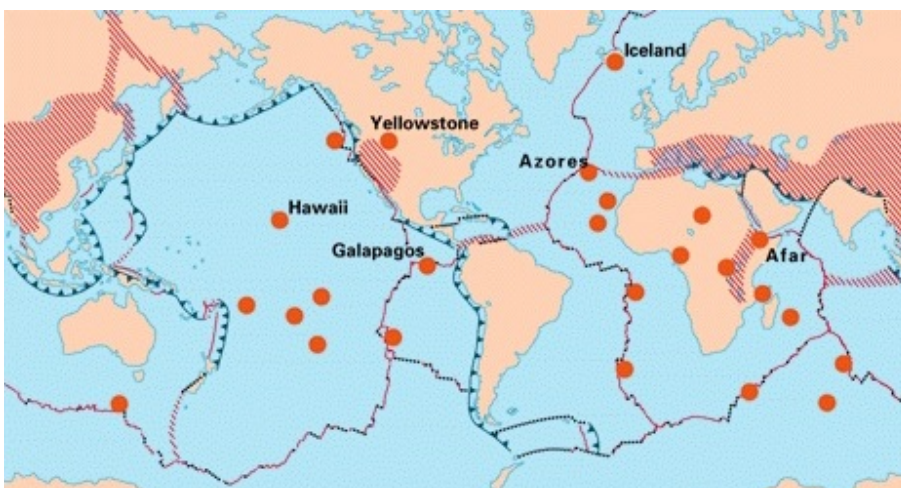 Iceland
Yellowstone
Azores
Hawaii
Galapagos
Afar